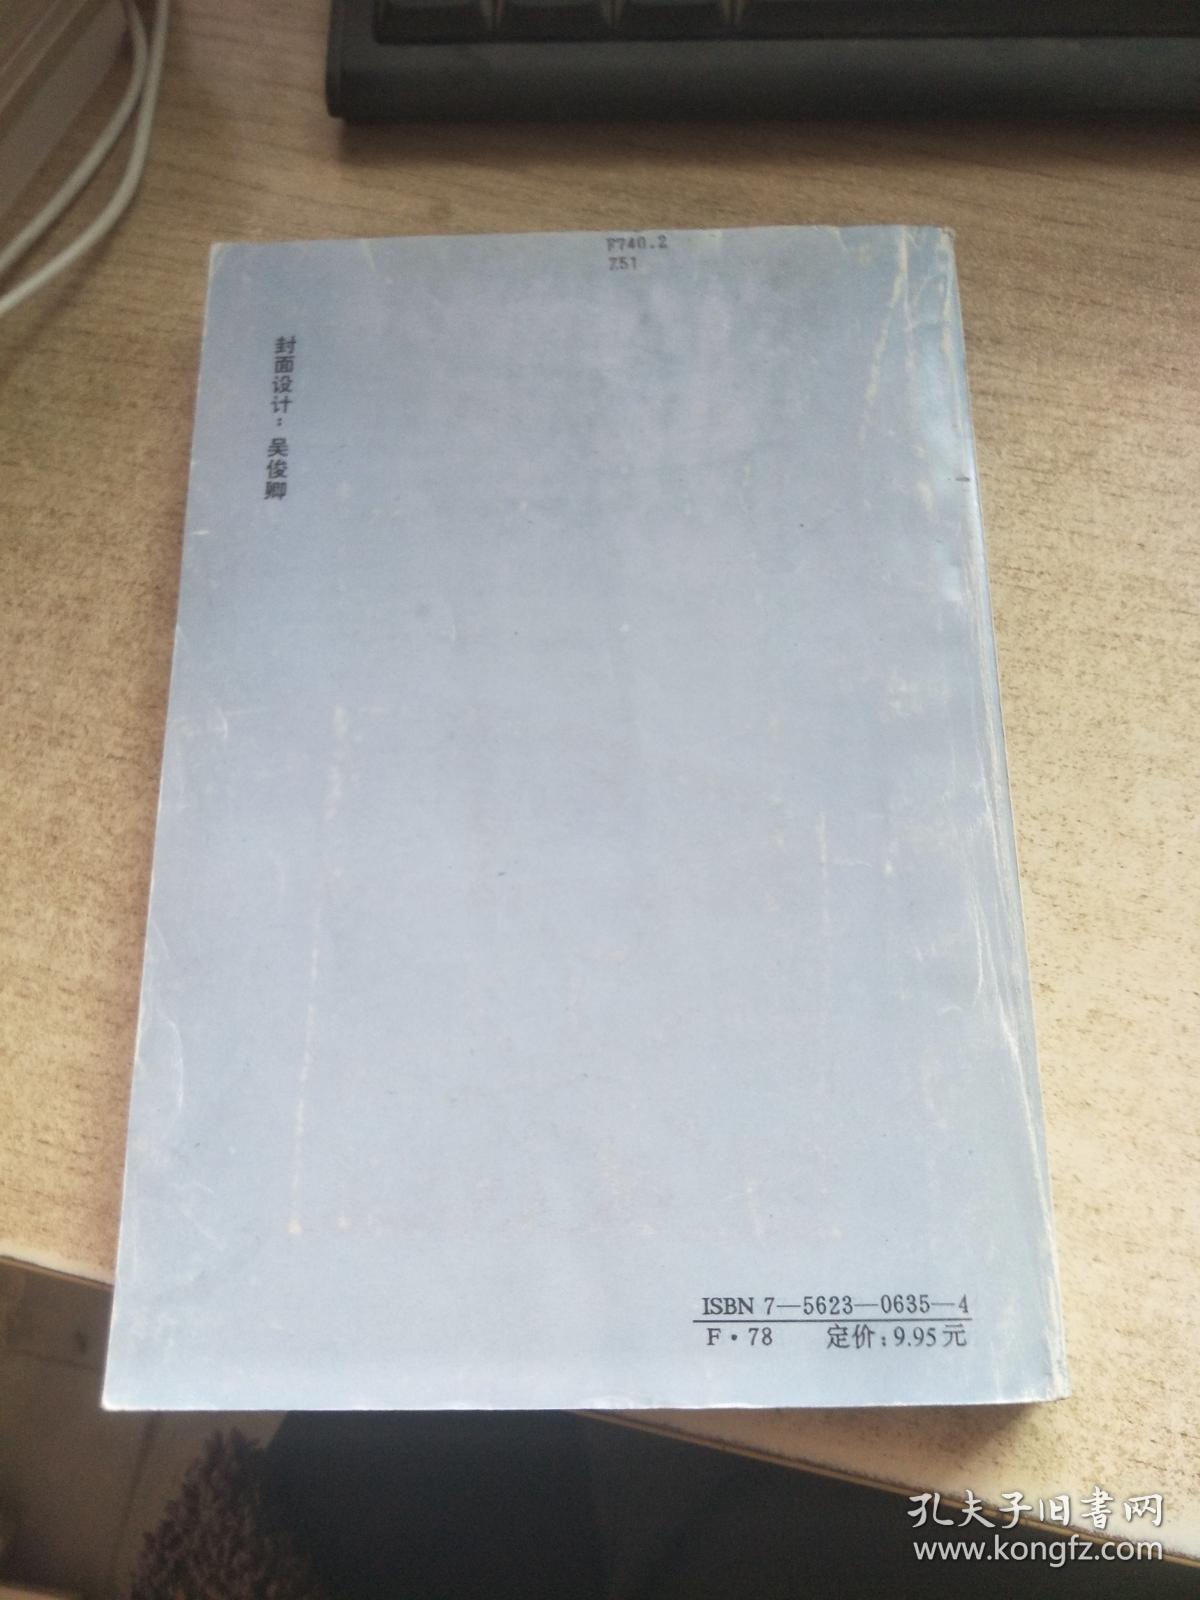 F740.2
Z51
封面设计：吴俊卿
ISBN 7—5623—0635—4
F·78 定价：9.95元
孔夫子旧书网
www.kongfz.com